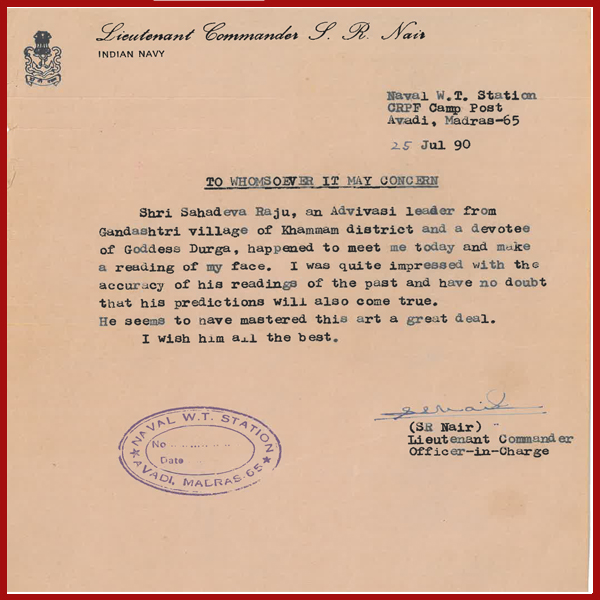 Lieutenant Commander S. R. Nair
INDIAN NAVY
Naval W.T. Station
CRPF Camp Post
Avadi, Madras-65
25 Jul 90
TO WHOMSOEVER IT MAY CONCERN
Shri Sahadeva Raju, an Advivasi leader from
Gandashtri village of Khammam district and a devotee
of Goddess Durga, happened to meet me today and make
a reading of my face. I was quite impressed with the
accuracy of his readings of the past and have no doubt
that his predictions will also come true.
He seems to have mastered this art a great deal.
I wish him all the best.
(SR Nair)
Lieutenant Commander
Officer-in-Charge
NAVAL W.T. STATION
No ..............
Date
AVADI, MADRAS-65